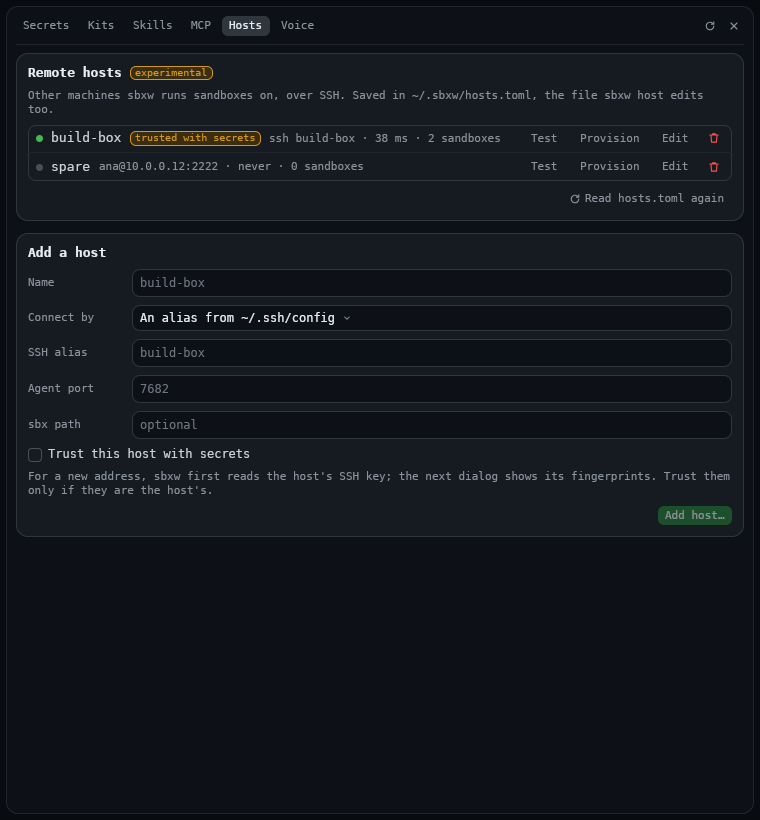 Secrets Kits Skills MCP Hosts Voice
Remote hosts experimental
Other machines sbxw runs sandboxes on, over SSH. Saved in ~/.sbxw/hosts.toml, the file sbxw host edits
too.
build-box trusted with secrets ssh build-box · 38 ms · 2 sandboxes Test Provision Edit
spare ana@10.0.0.12:2222 · never · 0 sandboxes Test Provision Edit
Read hosts.toml again
Add a host
Name build-box
Connect by An alias from ~/.ssh/config
SSH alias build-box
Agent port 7682
sbx path optional
Trust this host with secrets
For a new address, sbxw first reads the host's SSH key; the next dialog shows its fingerprints. Trust them
only if they are the host's.
Add host…